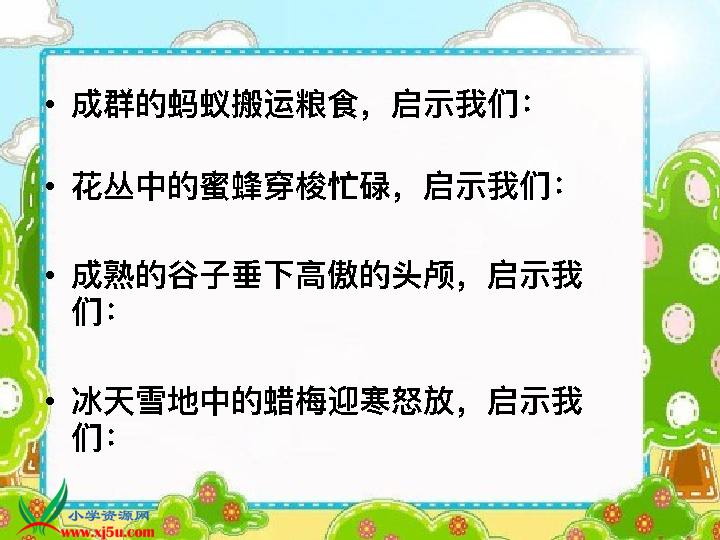 • 成群的蚂蚁搬运粮食，启示我们：
• 花丛中的蜜蜂穿梭忙碌，启示我们：
• 成熟的谷子垂下高傲的头颅，启示我
们：
• 冰天雪地中的蜡梅迎寒怒放，启示我
们：
小学资源网
www.xj5u.com